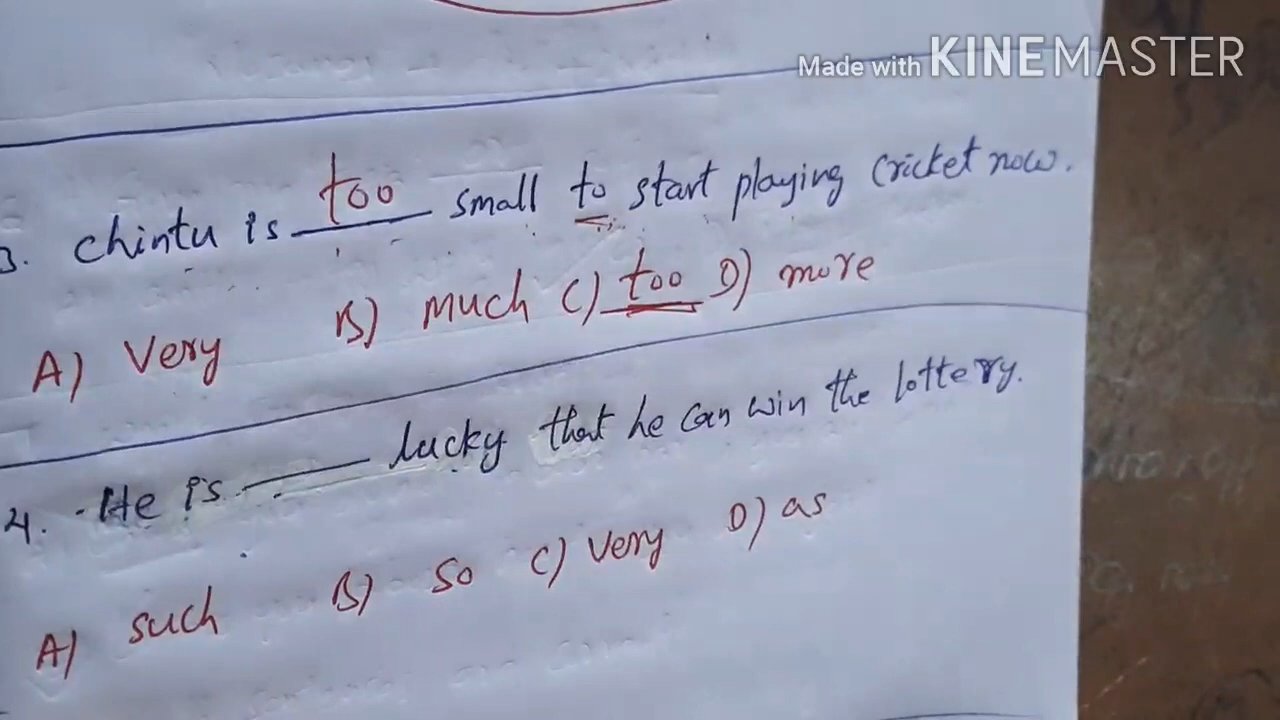 Made with KINEMASTER
3. Chintu is too small to start playing Cricket now.
A) Very B) Much C) too D) more
4. He is ____ lucky that he can win the lottery.
A) such B) so C) Very D) as